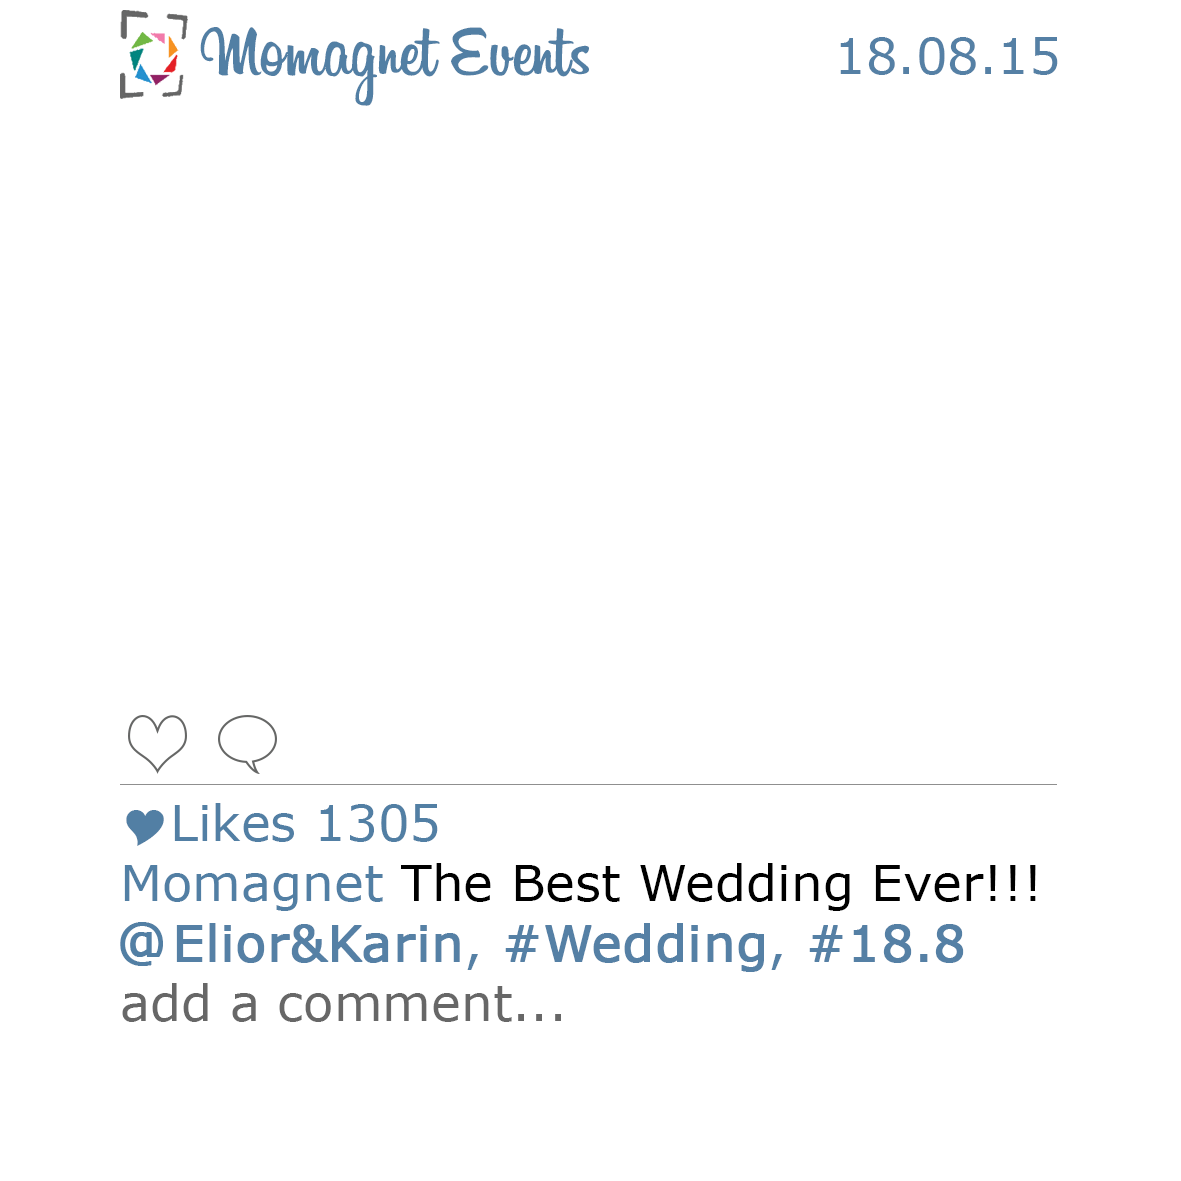 Momagnet Events 18.08.15
Likes 1305
Momagnet The Best Wedding Ever!!!
@Elior&Karin, #Wedding, #18.8
add a comment...